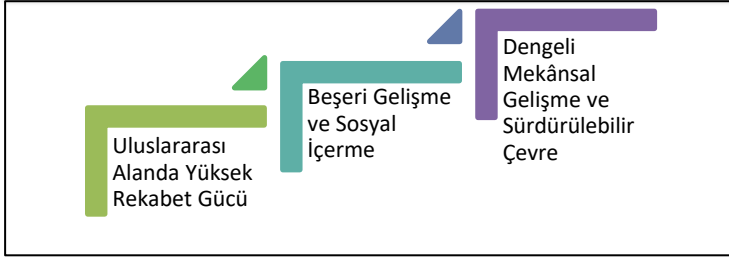 Uluslararası
Alanda Yüksek
Rekabet Gücü
Beşeri Gelişme
ve Sosyal
İçerme
Dengeli
Mekânsal
Gelişme ve
Sürdürülebilir
Çevre